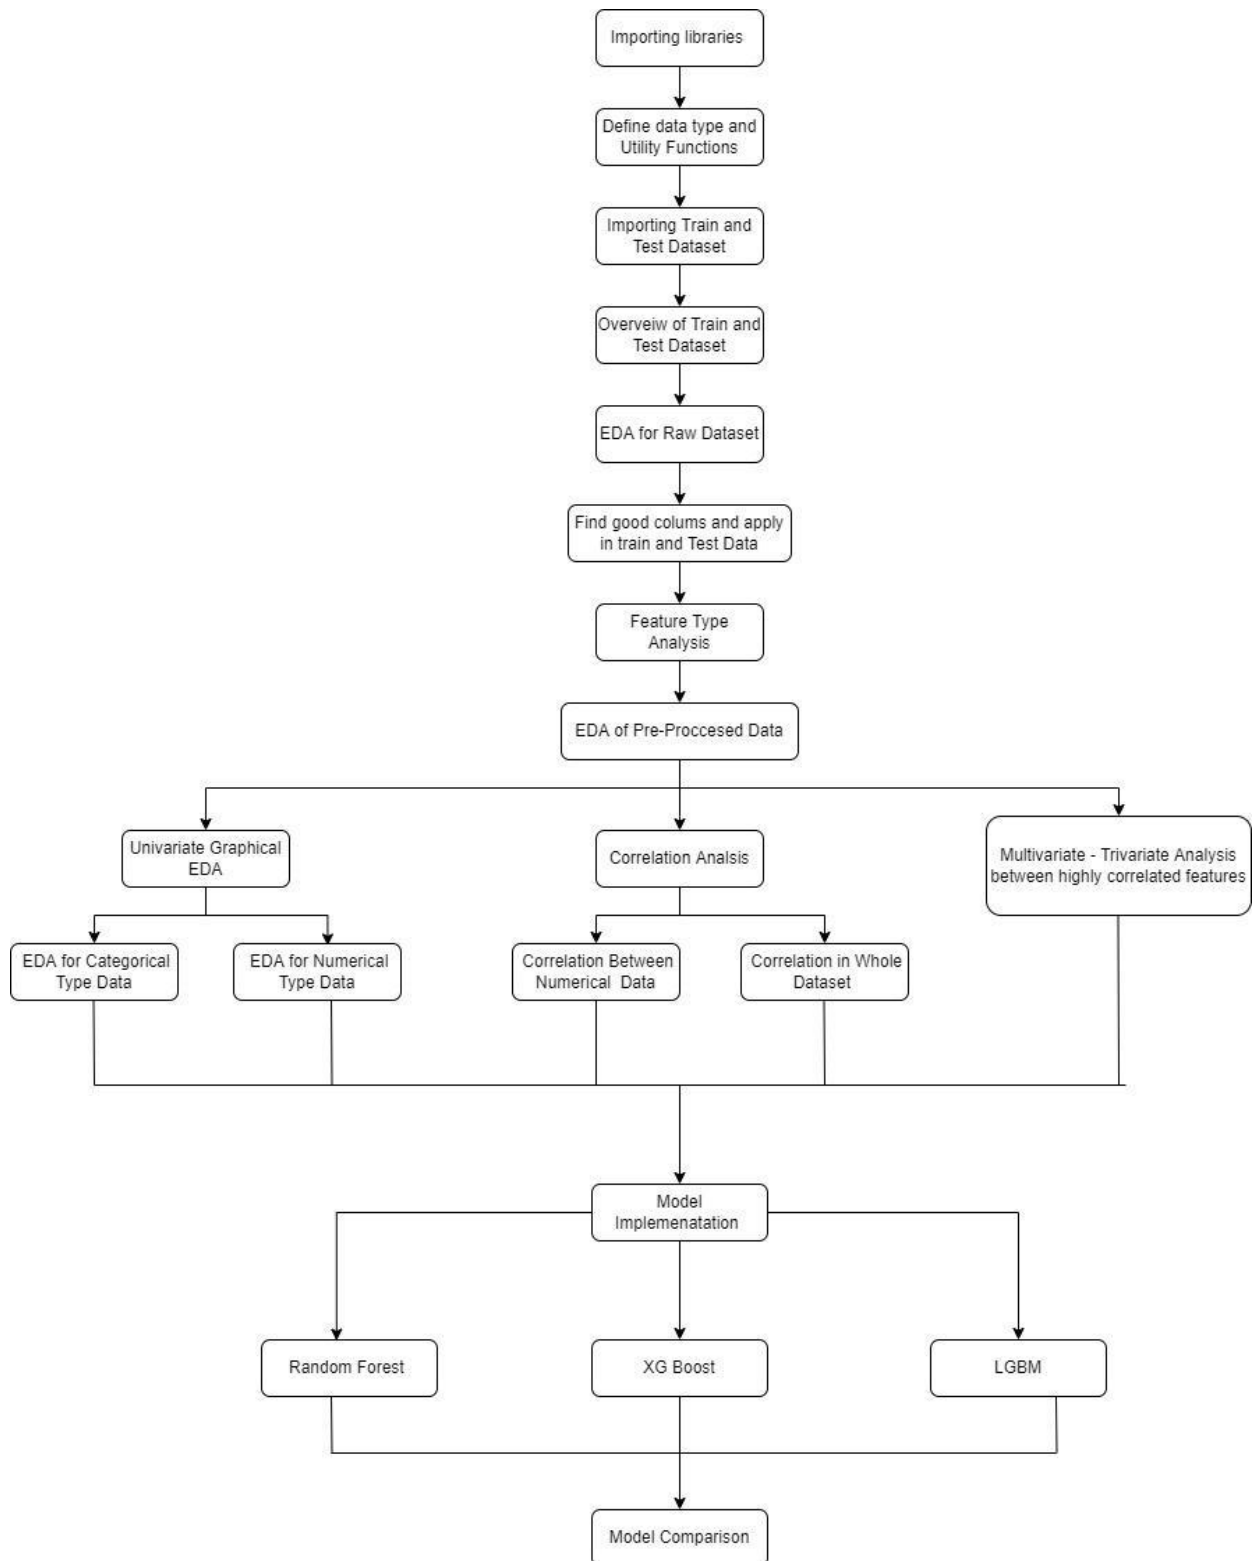 Importing libraries
Define data type and
Utility Functions
Importing Train and
Test Dataset
Overveiw of Train and
Test Dataset
EDA for Raw Dataset
Find good colums and apply
in train and Test Data
Feature Type
Analysis
EDA of Pre-Proccesed Data
Univariate Graphical
EDA
Correlation Analsis
Multivariate - Trivariate Analysis
between highly correlated features
EDA for Categorical
Type Data
EDA for Numerical
Type Data
Correlation Between
Numerical Data
Correlation in Whole
Dataset
Model
Implemenatation
Random Forest
XG Boost
LGBM
Model Comparison